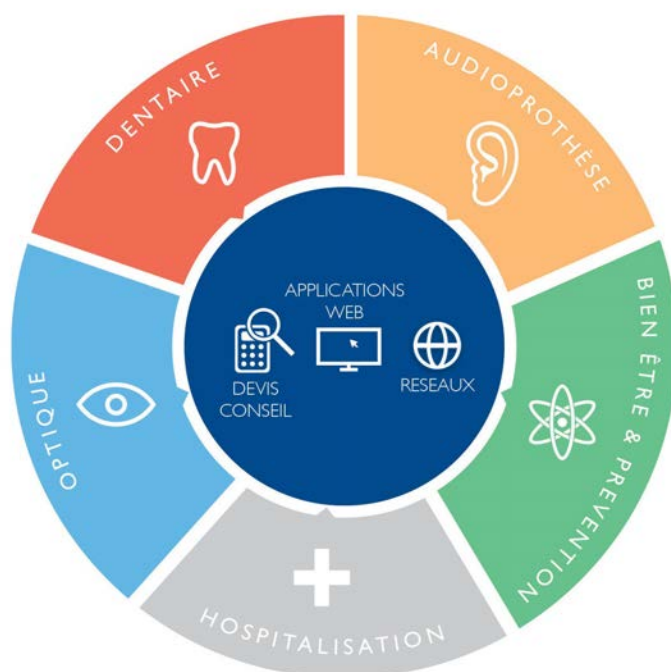 DENTAIRE
AUDIOPROTHÈSE
OPTIQUE
BIEN ÊTRE & PREVENTION
HOSPITALISATION
APPLICATIONS
WEB
DEVIS
CONSEIL
RESEAUX